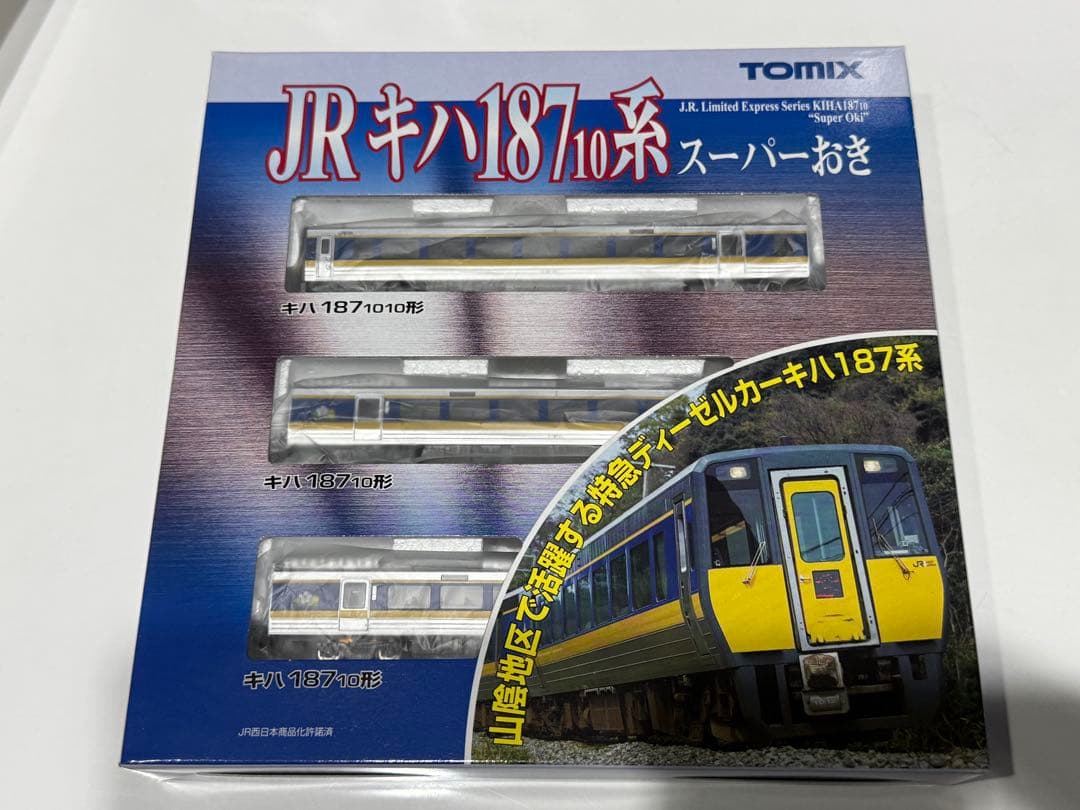 TOMIX
J.R. Limited Express Series KIHA18710
"Super Oki"
JRキハ18710系 スーパーおき
キハ1871010形
キハ18710形
キハ18710形
山陰地区で活躍する特急ディーゼルカーキハ187系
JR
JR西日本商品化許諾済